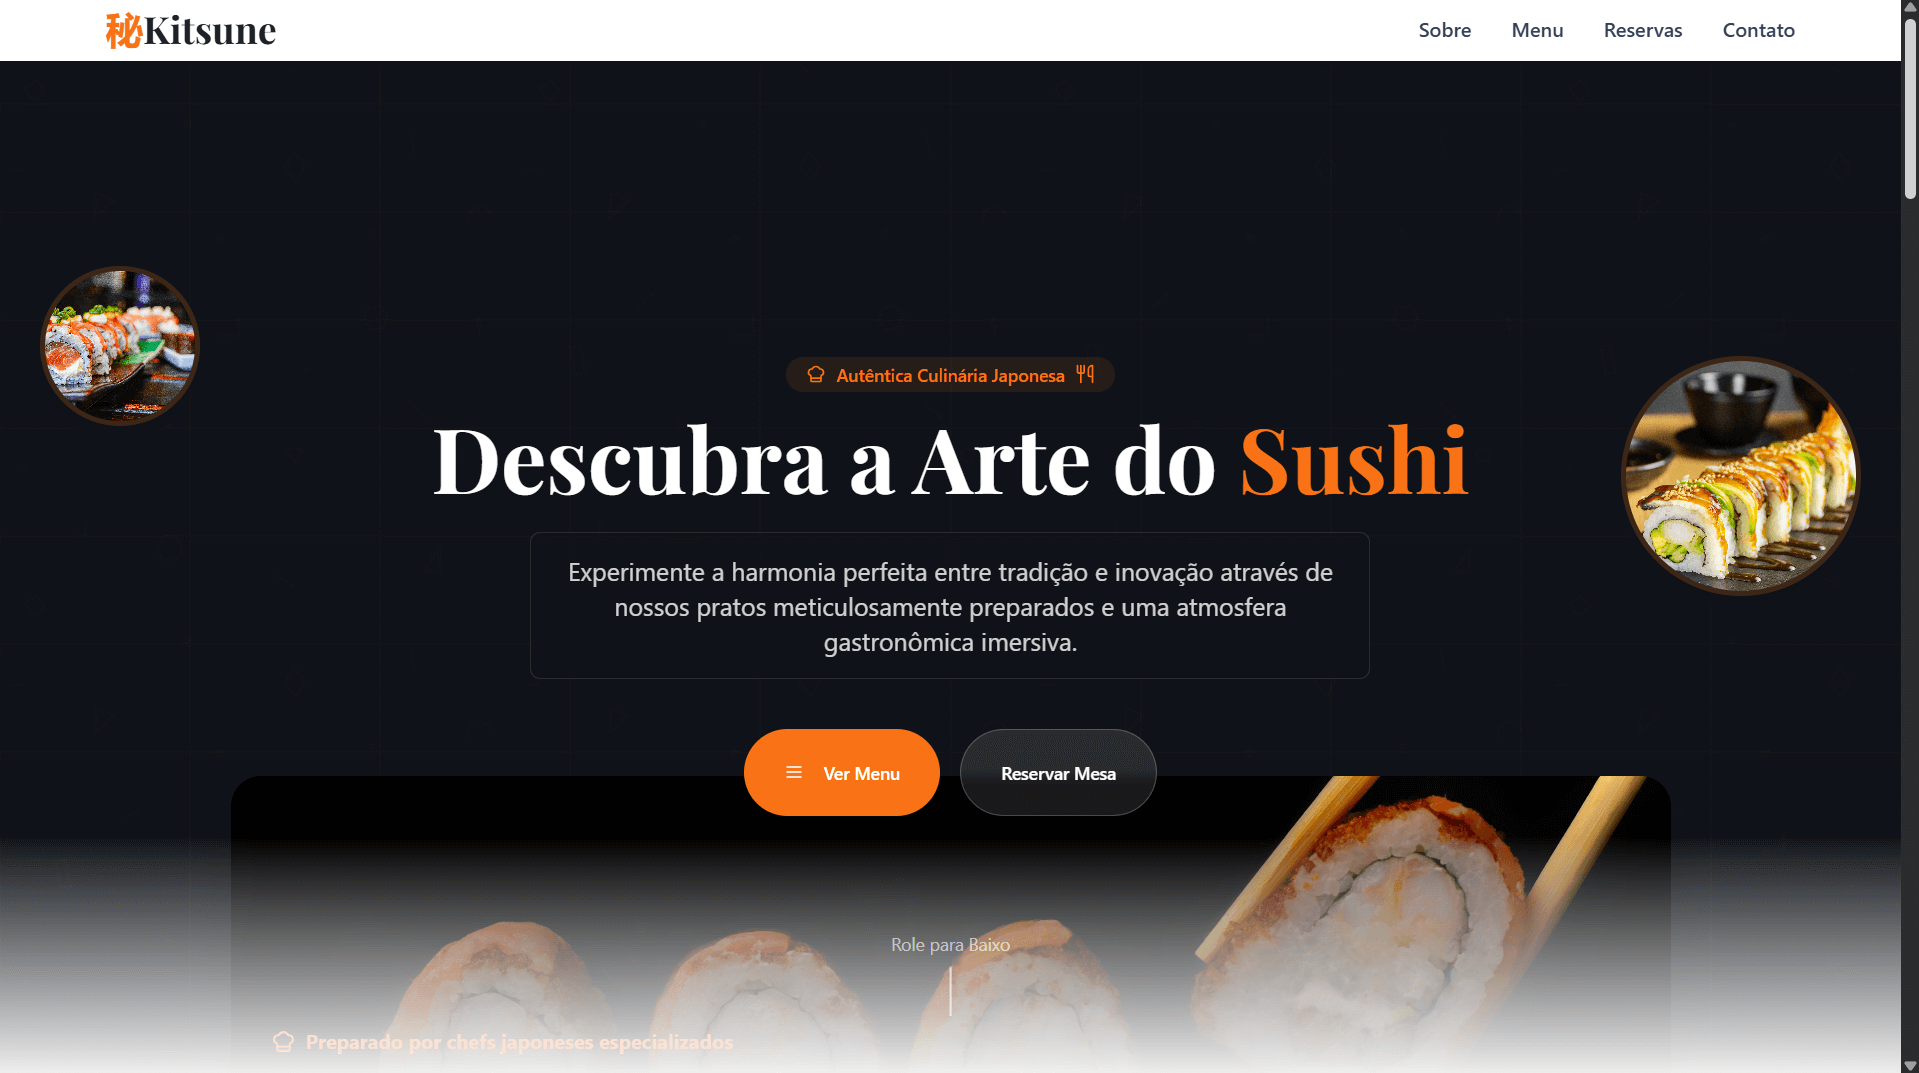 秘Kitsune
Sobre
Menu
Reservas
Contato
Autêntica Culinária Japonesa
Descubra a Arte do Sushi
Experimente a harmonia perfeita entre tradição e inovação através de
nossos pratos meticulosamente preparados e uma atmosfera
gastronômica imersiva.
Ver Menu
Reservar Mesa
Role para Baixo
Preparado por chefs japoneses especializados